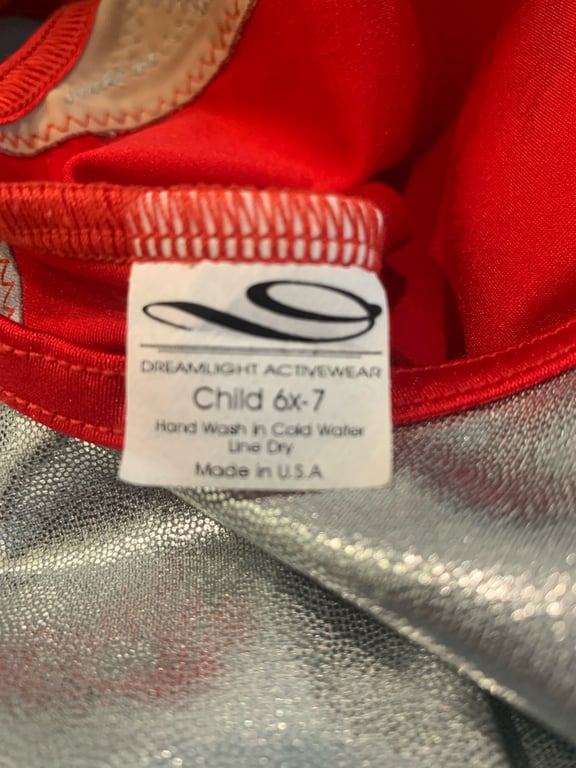 DREAMLIGHT ACTIVEWEAR
Child 6x-7
Hand Wash in Cold Water
Line Dry
Made in U.S.A